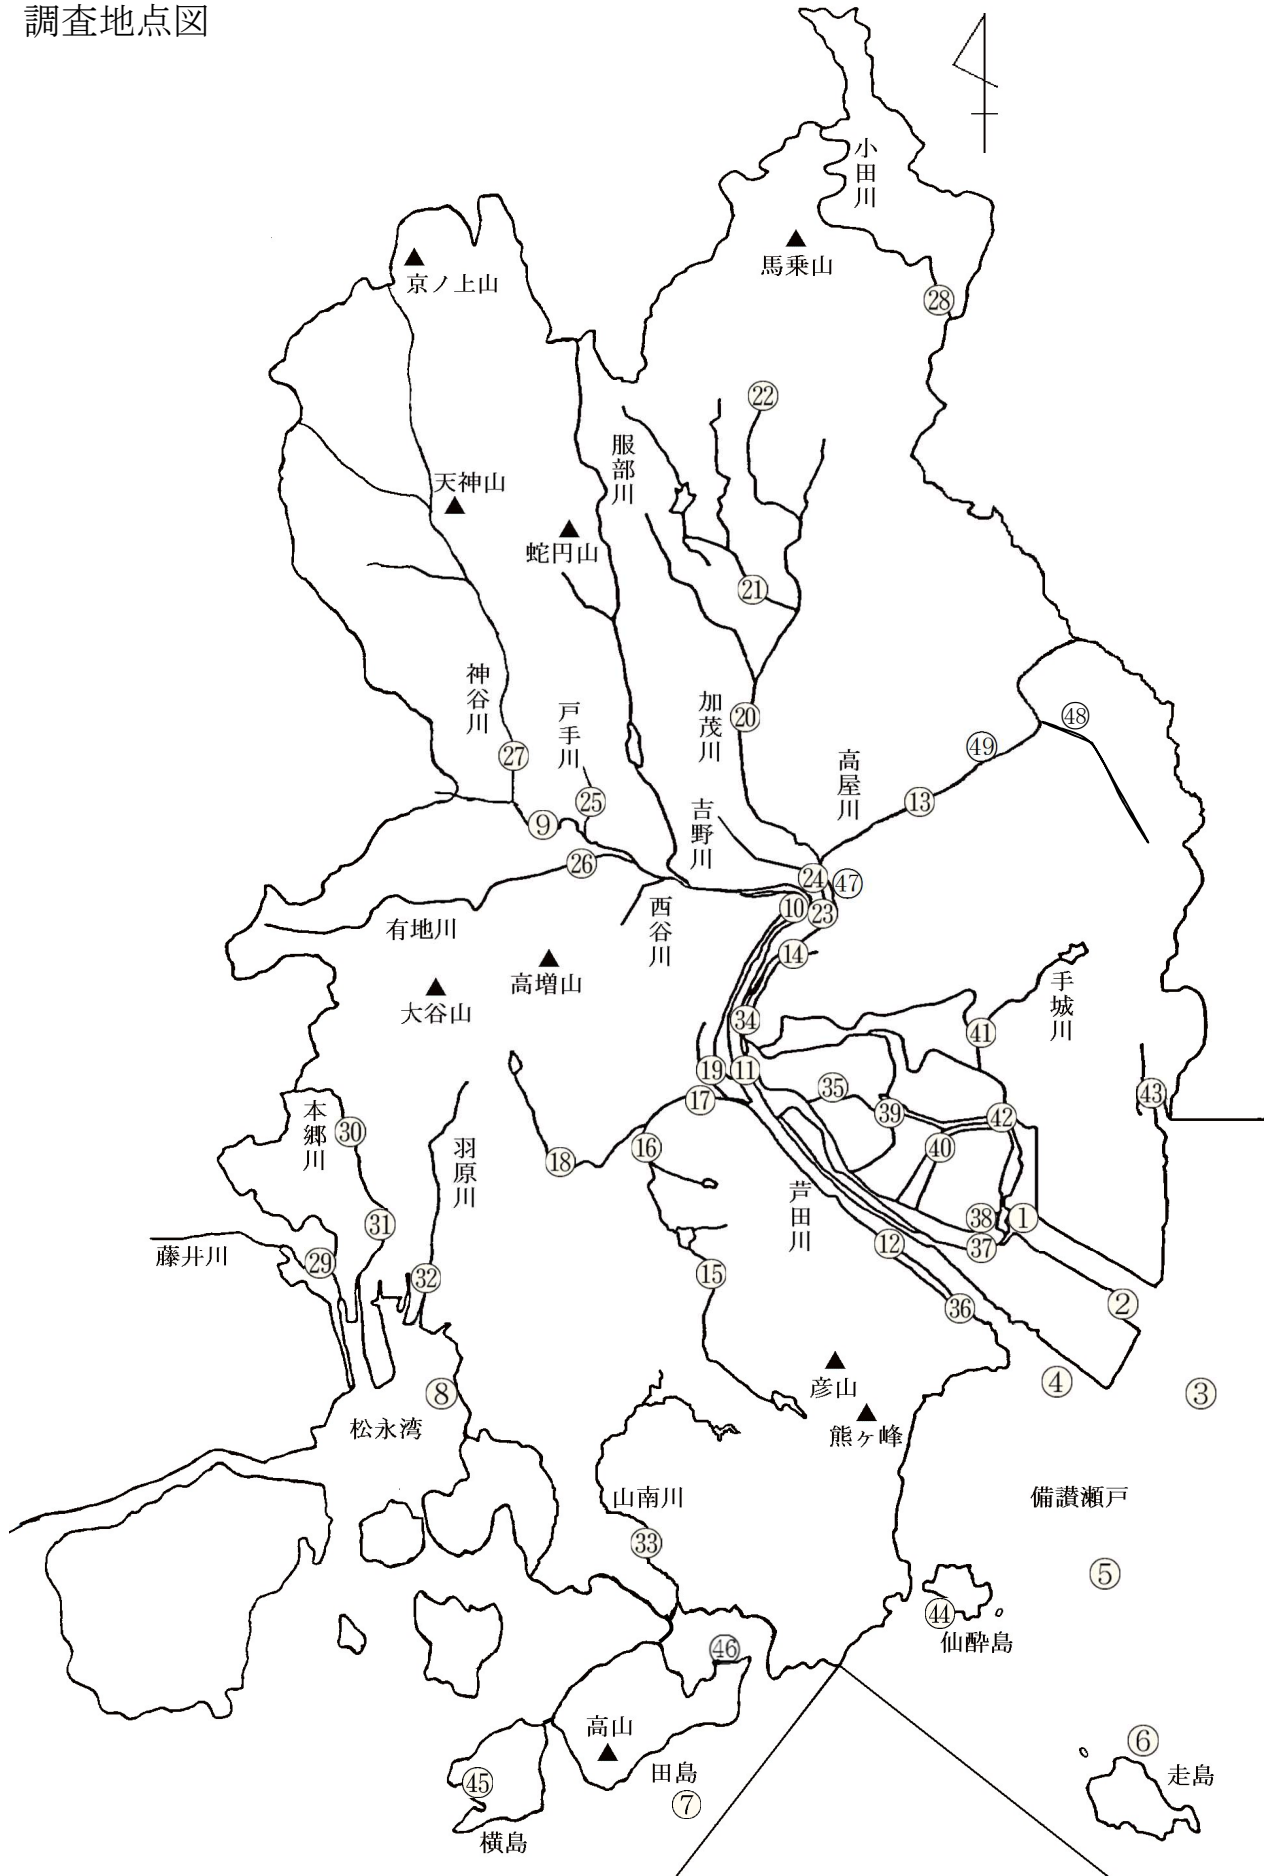 調査地点図
小田川
馬乗山
京ノ上山
㉘
㉒
服部川
天神山
蛇円山
㉑
神谷川
戸手川
加茂川
⑳
㊽
㊾
高屋川
㉗
㉕
⑬
⑨
吉野川
㉖
㉔
㊼
⑩
㉓
西谷川
有地川
⑭
高増山
大谷山
手城川
㉞
㊶
⑲
⑪
㉟
㊸
⑰
㊴
㊷
本郷川
㉚
羽原川
⑯
㊵
⑱
芦田川
㉛
㊳
①
藤井川
㉙
⑫
㊲
㉜
⑮
②
㊱
彦山
④
③
⑧
熊ヶ峰
松永湾
山南川
備讃瀬戸
㉝
⑤
㊹
仙酔島
㊻
高山
⑥
田島
走島
㊺
⑦
横島